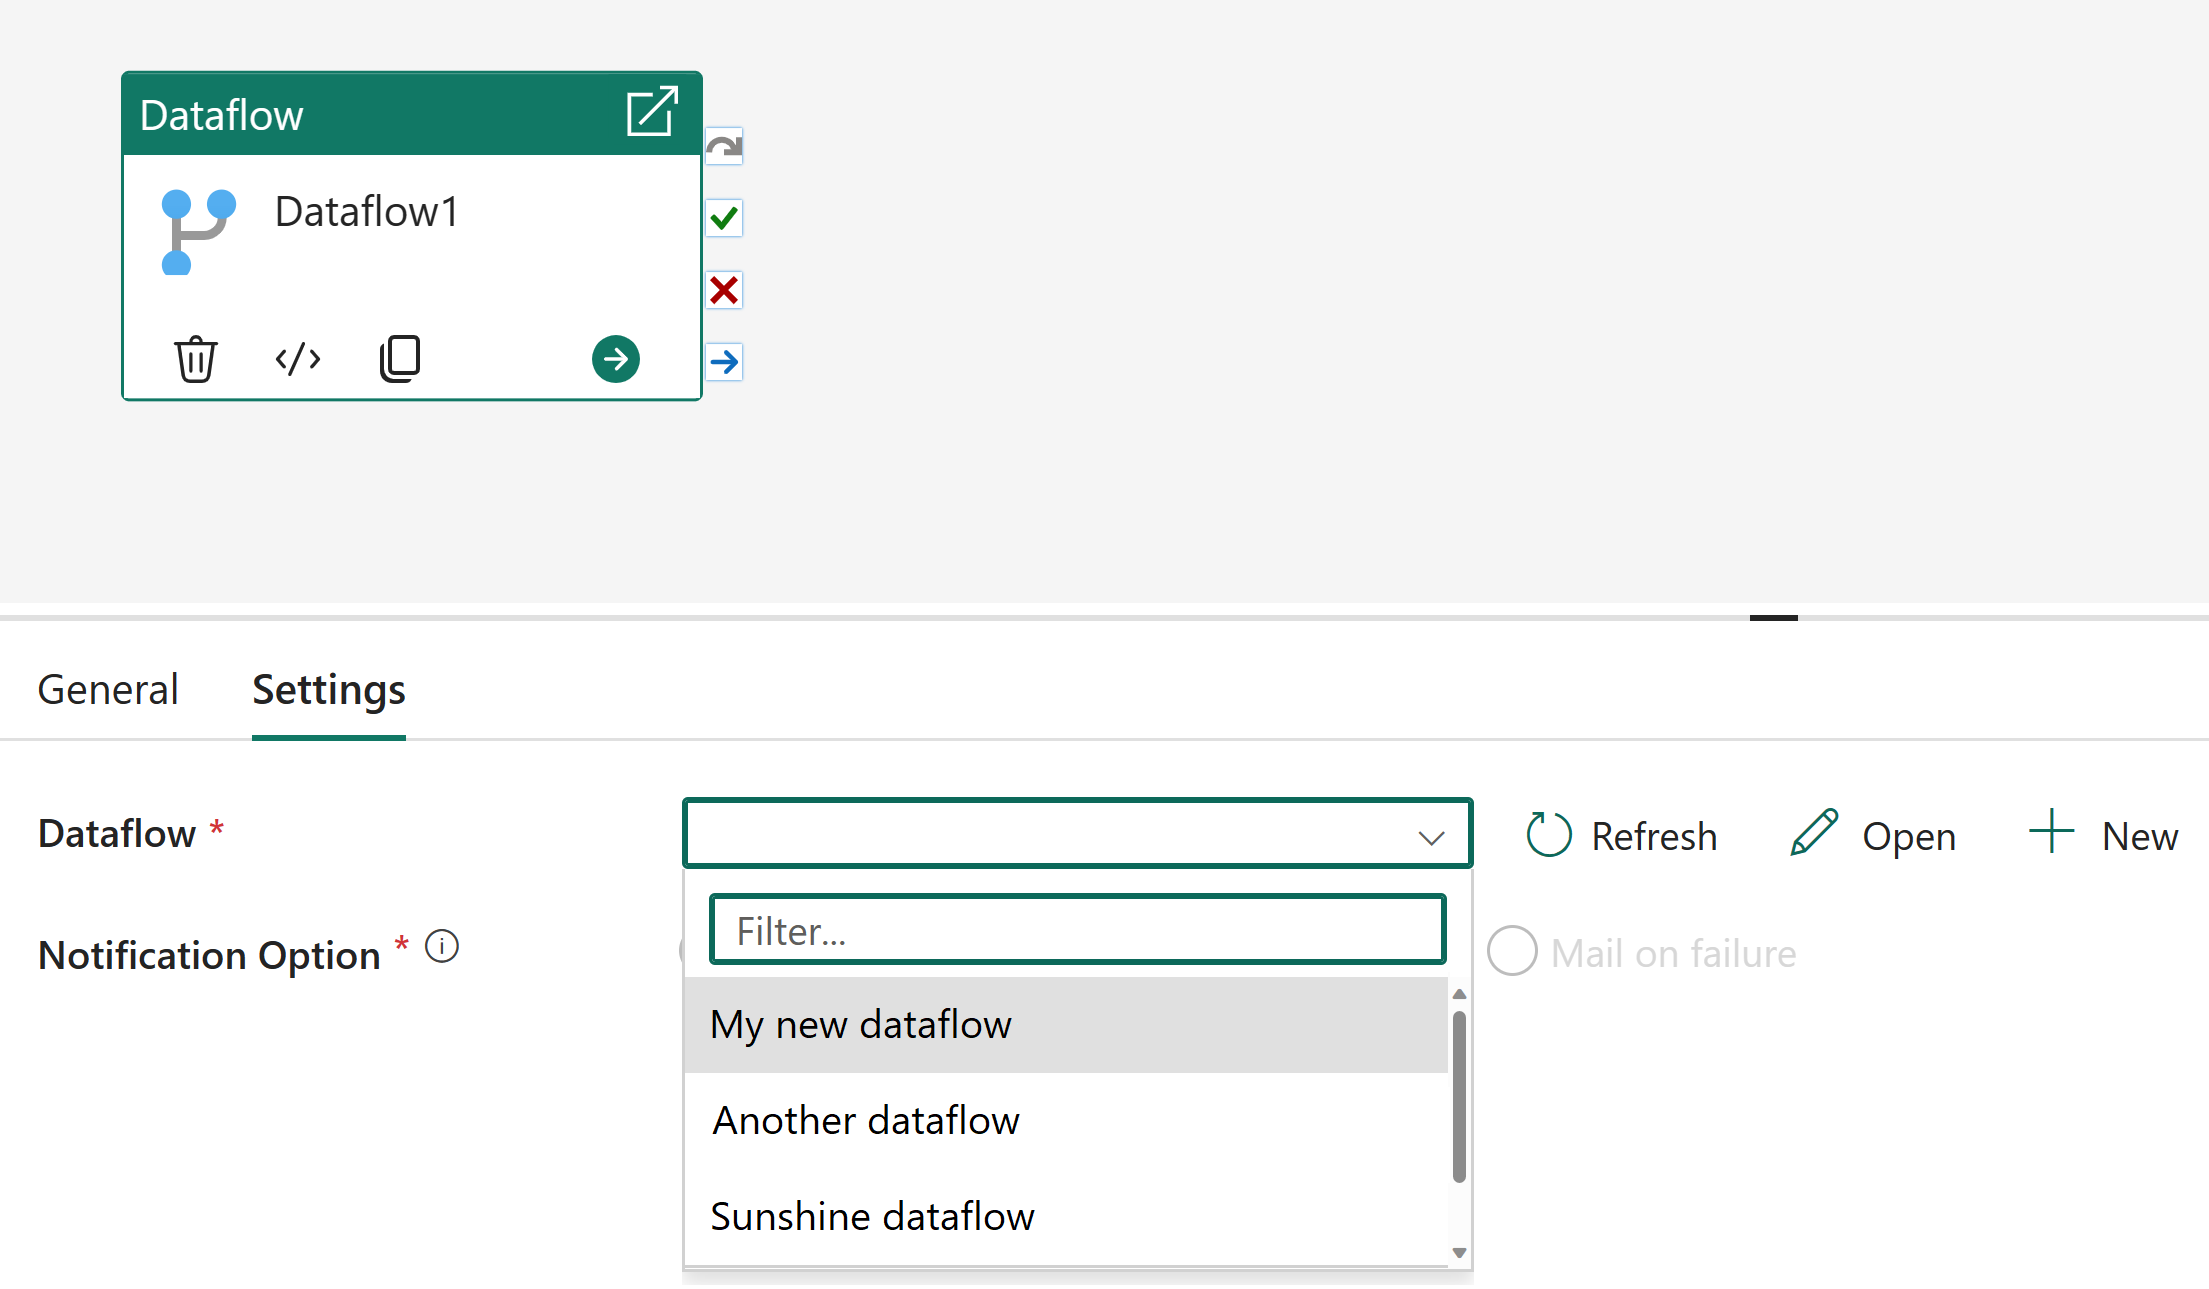 Dataflow
Dataflow1
General Settings
Dataflow * Refresh Open New
Filter...
Notification Option * Mail on failure
My new dataflow
Another dataflow
Sunshine dataflow